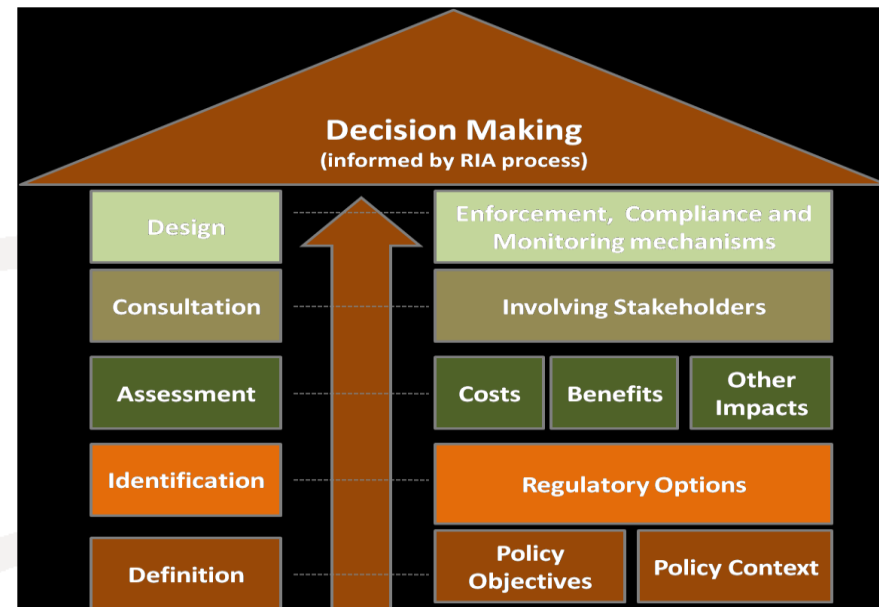 Decision Making
(informed by RIA process)
Design
Enforcement, Compliance and
Monitoring mechanisms
Consultation
Involving Stakeholders
Assessment
Costs
Benefits
Other
Impacts
Identification
Regulatory Options
Definition
Policy
Objectives
Policy Context